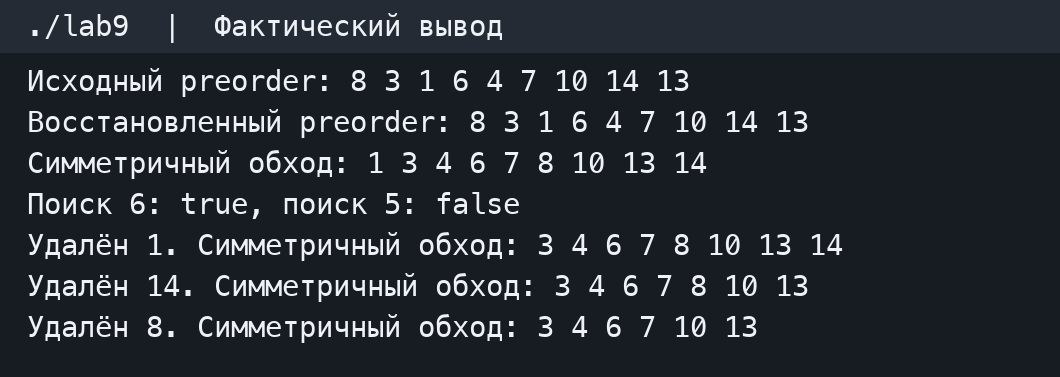 ./lab9  |  Фактический вывод
Исходный preorder: 8 3 1 6 4 7 10 14 13
Восстановленный preorder: 8 3 1 6 4 7 10 14 13
Симметричный обход: 1 3 4 6 7 8 10 13 14
Поиск 6: true, поиск 5: false
Удалён 1. Симметричный обход: 3 4 6 7 8 10 13 14
Удалён 14. Симметричный обход: 3 4 6 7 8 10 13
Удалён 8. Симметричный обход: 3 4 6 7 10 13